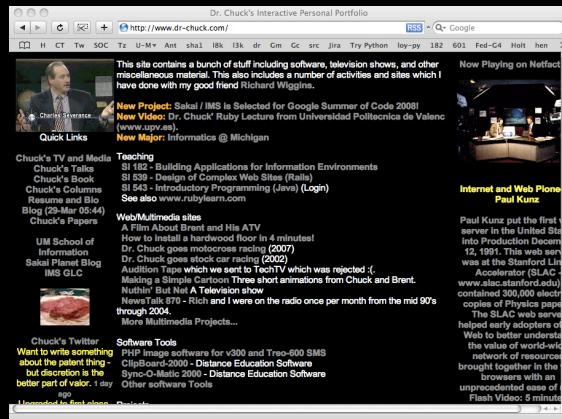 Dr. Chuck's Interactive Personal Portfolio
http://www.dr-chuck.com/
RSS
Google
H CT Tw SOC Tz U-M▾ Ant sha1 l8k l3k dr Gm Gc src Jira Try Python loy-py 182 601 Fed-G4 Holt hen
Charles Severance
Quick Links
Chuck's TV and Media
Chuck's Talks
Chuck's Book
Chuck's Columns
Resume and Bio
Blog (29-Mar 05:44)
Chuck's Papers
UM School of
Information
Sakai Planet Blog
IMS GLC
Chuck's Twitter
Want to write something
about the patent thing -
but discretion is the
better part of valor. 1 day
ago
Upgraded to first class
This site contains a bunch of stuff including software, television shows, and other
miscellaneous material. This also includes a number of activities and sites which I
have done with my good friend Richard Wiggins.
New Project: Sakai / IMS is Selected for Google Summer of Code 2008!
New Video: Dr. Chuck' Ruby Lecture from Universidad Politecnica de Valenc
(www.upv.es).
New Major: Informatics @ Michigan
Teaching
SI 182 - Building Applications for Information Environments
SI 539 - Design of Complex Web Sites (Rails)
SI 543 - Introductory Programming (Java) (Login)
See also www.rubylearn.com
Web/Multimedia sites
A Film About Brent and His ATV
How to install a hardwood floor in 4 minutes!
Dr. Chuck goes motocross racing (2007)
Dr. Chuck goes stock car racing (2002)
Audition Tape which we sent to TechTV which was rejected :(.
Making a Simple Cartoon Three short animations from Chuck and Brent.
Nuthin' But Net A Television show
NewsTalk 870 - Rich and I were on the radio once per month from the mid 90's
through 2004.
More Multimedia Projects...
Software Tools
PHP Image software for v300 and Treo-600 SMS
ClipBoard-2000 - Distance Education Software
Sync-O-Matic 2000 - Distance Education Software
Other software Tools
Projects
Now Playing on Netfact
Internet and Web Pione
Paul Kunz
Paul Kunz put the first w
server in the United Sta
into Production Decem
12, 1991. This web serv
was at the Stanford Lin
Accelerator (SLAC -
www.slac.stanford.edu)
contained 300,000 electr
copies of Physics pape
The SLAC web serve
helped early adopters of
Web to better understa
the value of world-wid
network of resource
brought together in the
browsers with an
unprecedented ease of
Flash Video: 5 minute